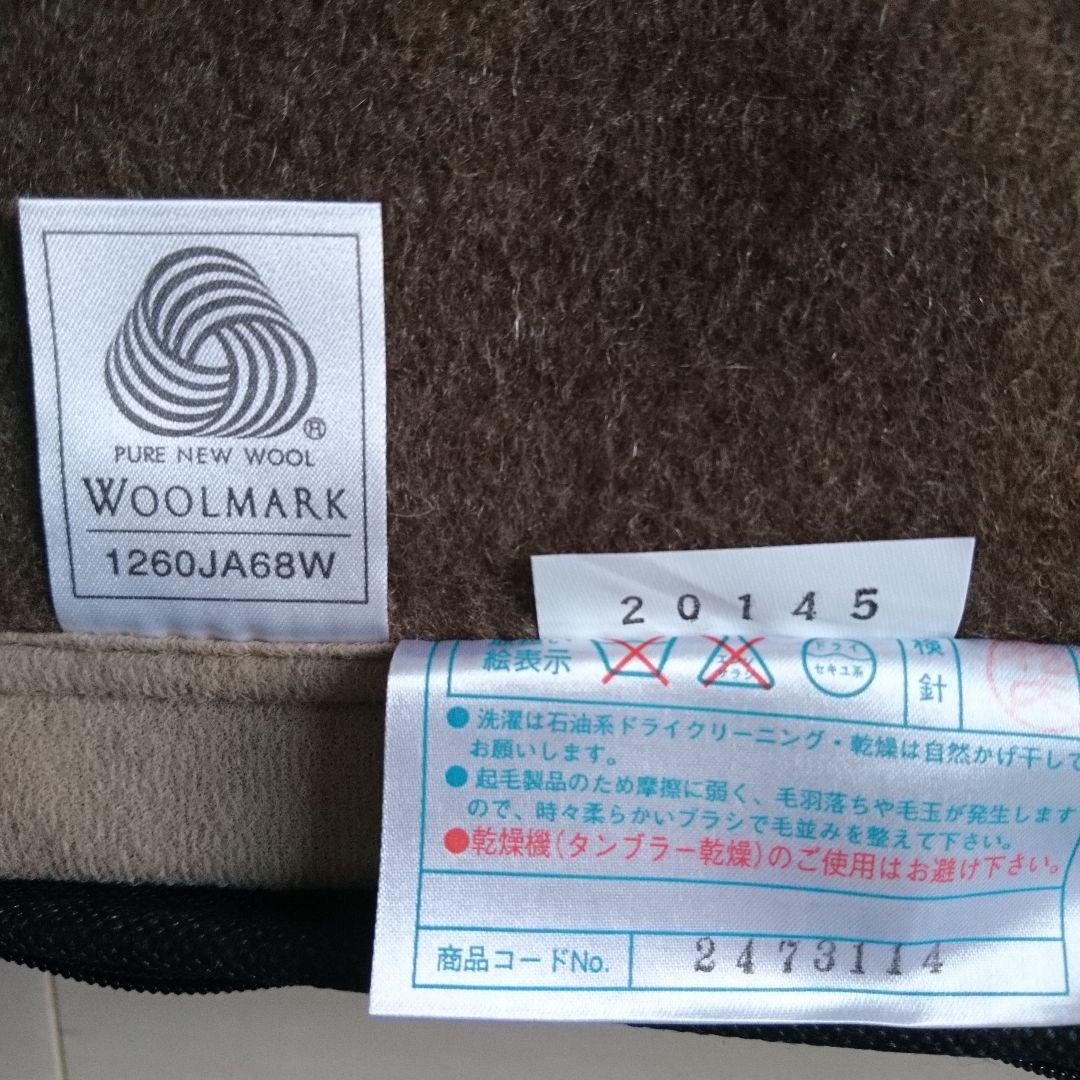 ®
PURE NEW WOOL
WOOLMARK
1260JA68W
20145
絵表示
ドライ
セキユ系
検
針
●洗濯は石油系ドライクリーニング・乾燥は自然かげ干しで
お願いします。
●起毛製品のため摩擦に弱く、毛羽落ちや毛玉が発生します
ので、時々柔らかいブラシで毛並みを整えて下さい。
●乾燥機(タンブラー乾燥)のご使用はお避け下さい。
商品コードNo. 2473114